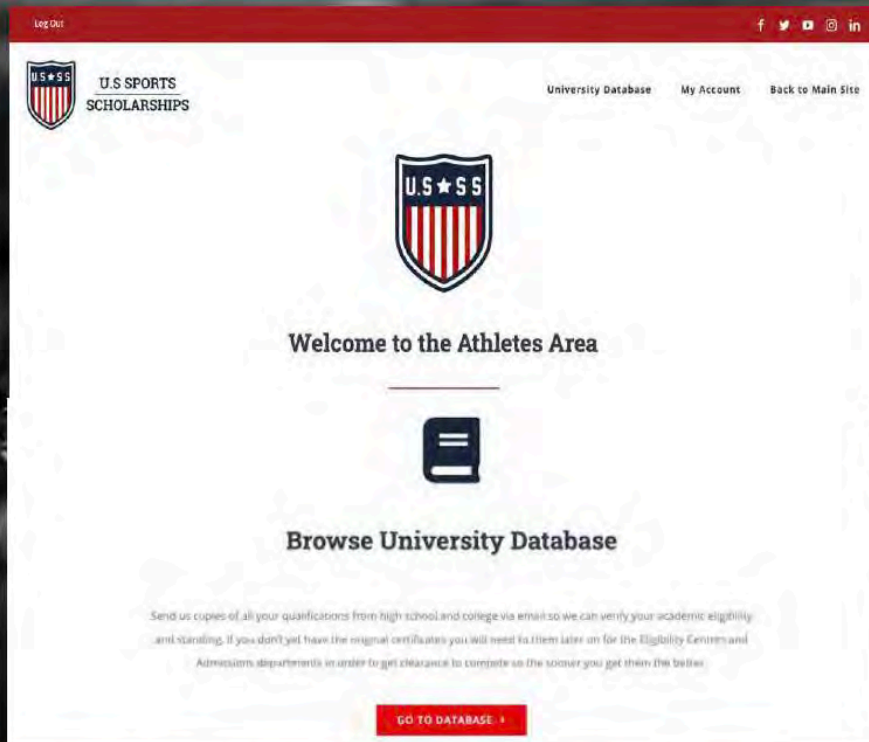 Log Out
U.S★SS
U.S SPORTS
SCHOLARSHIPS
University Database My Account Back to Main Site
U.S★SS
Welcome to the Athletes Area
Browse University Database
Send us copies of all your qualifications from high school and college via email so we can verify your academic eligibility
and standing. If you don't yet have the original certificates you will need to them later on for the Eligibility Centres and
Admissions departments in order to get clearance to compete so the sooner you get them the better.
GO TO DATABASE